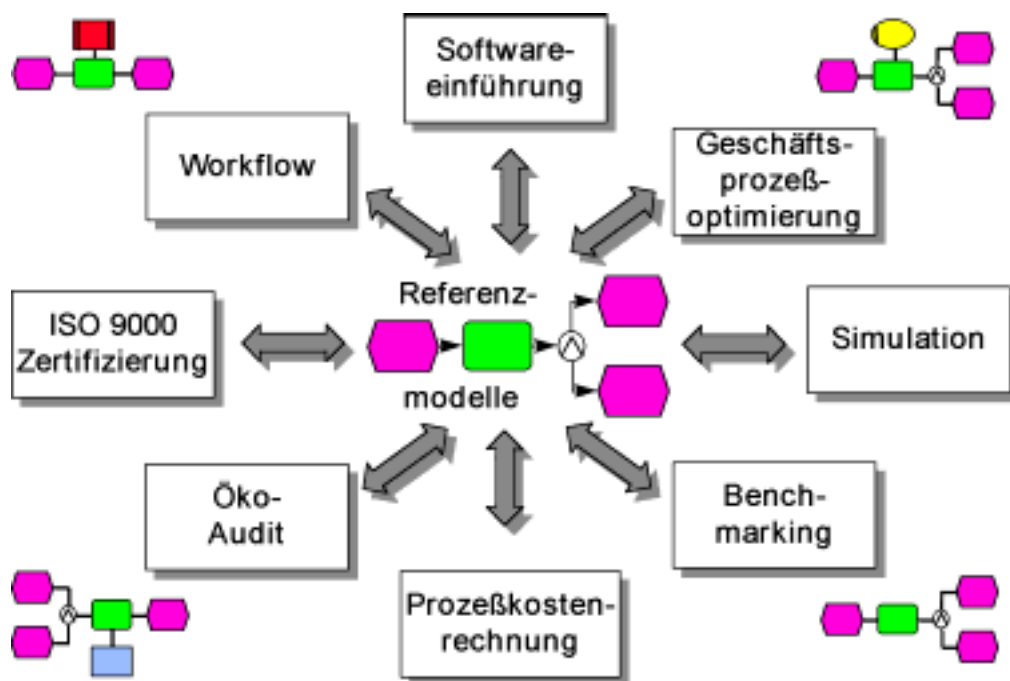 Software-
einführung
Workflow
Geschäfts-
prozeß-
optimierung
ISO 9000
Zertifizierung
Referenz-
modelle
Simulation
Öko-
Audit
Bench-
marking
Prozeßkosten-
rechnung